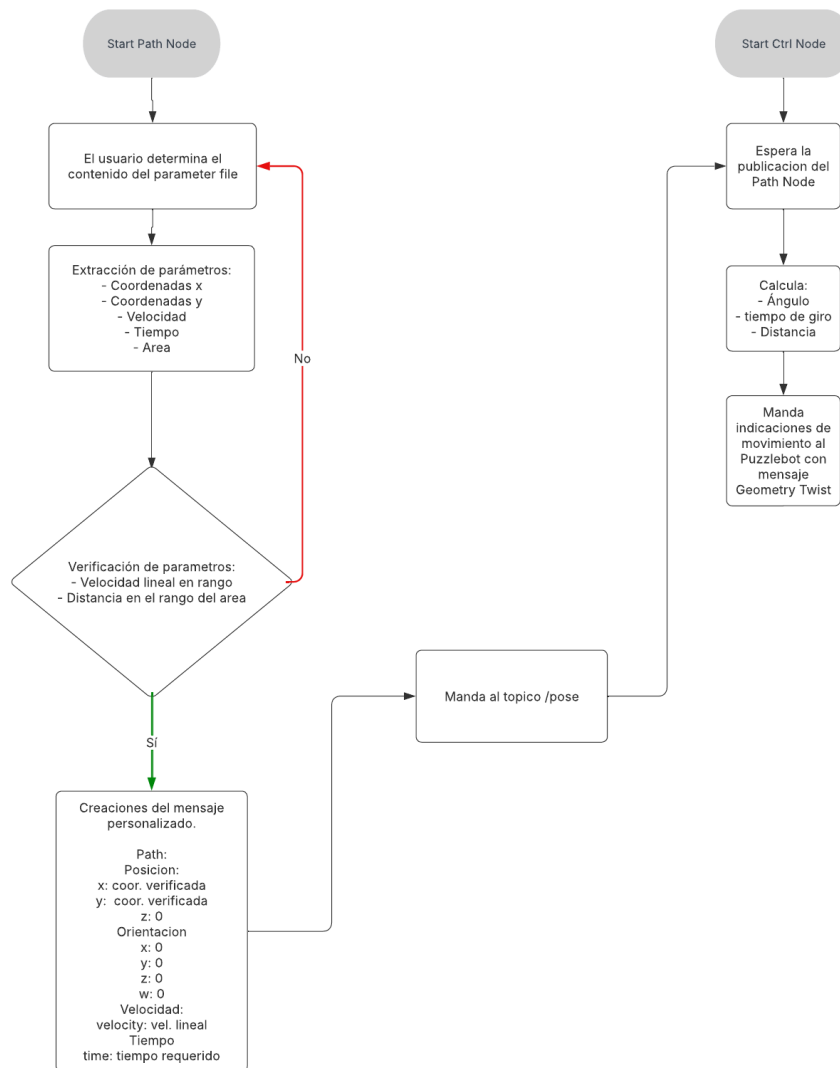 Start Path Node
El usuario determina el
contenido del parameter file
Extracción de parámetros:
- Coordenadas x
- Coordenadas y
- Velocidad
- Tiempo
- Area
No
Verificación de parametros:
- Velocidad lineal en rango
- Distancia en el rango del area
Sí
Creaciones del mensaje
personalizado.
Path:
Posicion:
x: coor. verificada
y:  coor. verificada
z: 0
Orientacion
x: 0
y: 0
z: 0
w: 0
Velocidad:
velocity: vel. lineal
Tiempo
time: tiempo requerido
Manda al topico /pose
Start Ctrl Node
Espera la
publicacion del
Path Node
Calcula:
- Ángulo
- tiempo de giro
- Distancia
Manda
indicaciones de
movimiento al
Puzzlebot con
mensaje
Geometry Twist